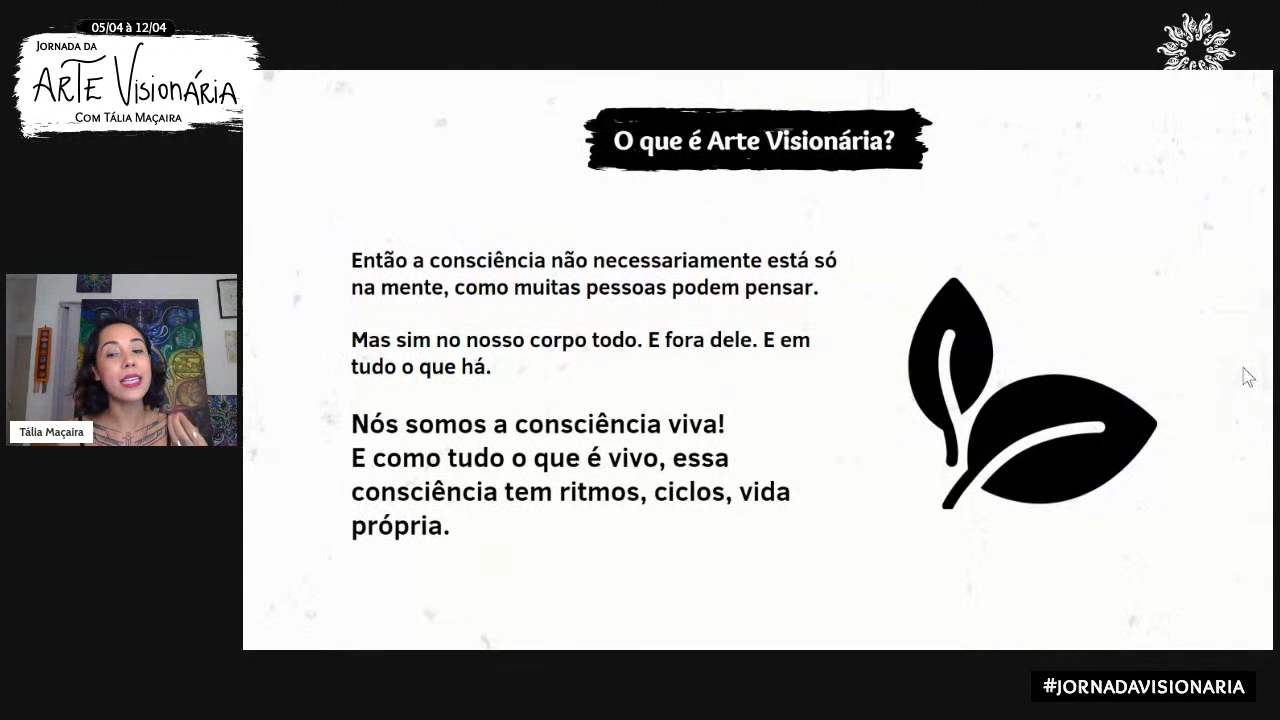 05/04 à 12/04
JORNADA DA
ARTE VISIONÁRIA
COM TÁLIA MAÇAIRA
O que é Arte Visionária?
Então a consciência não necessariamente está só
na mente, como muitas pessoas podem pensar.
Mas sim no nosso corpo todo. E fora dele. E em
tudo o que há.
Nós somos a consciência viva!
E como tudo o que é vivo, essa
consciência tem ritmos, ciclos, vida
própria.
Tália Maçaira
#JORNADAVISIONARIA